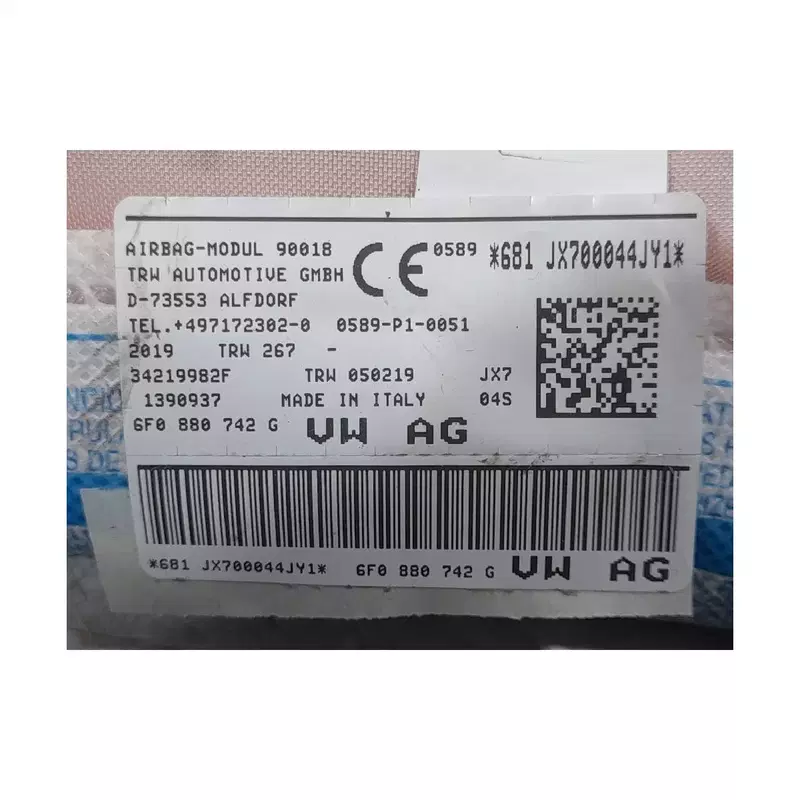 AIRBAG-MODUL 90018
TRW AUTOMOTIVE GMBH
CE 0589 *681 JX700044JY1*
D-73553 ALFDORF
TEL.+497172302-0 0589-P1-0051
2019 TRW 267 -
34219982F TRW 050219 JX7
1390937 MADE IN ITALY 04S
6F0 880 742 G VW AG
*681 JX700044JY1* 6F0 880 742 G VW AG